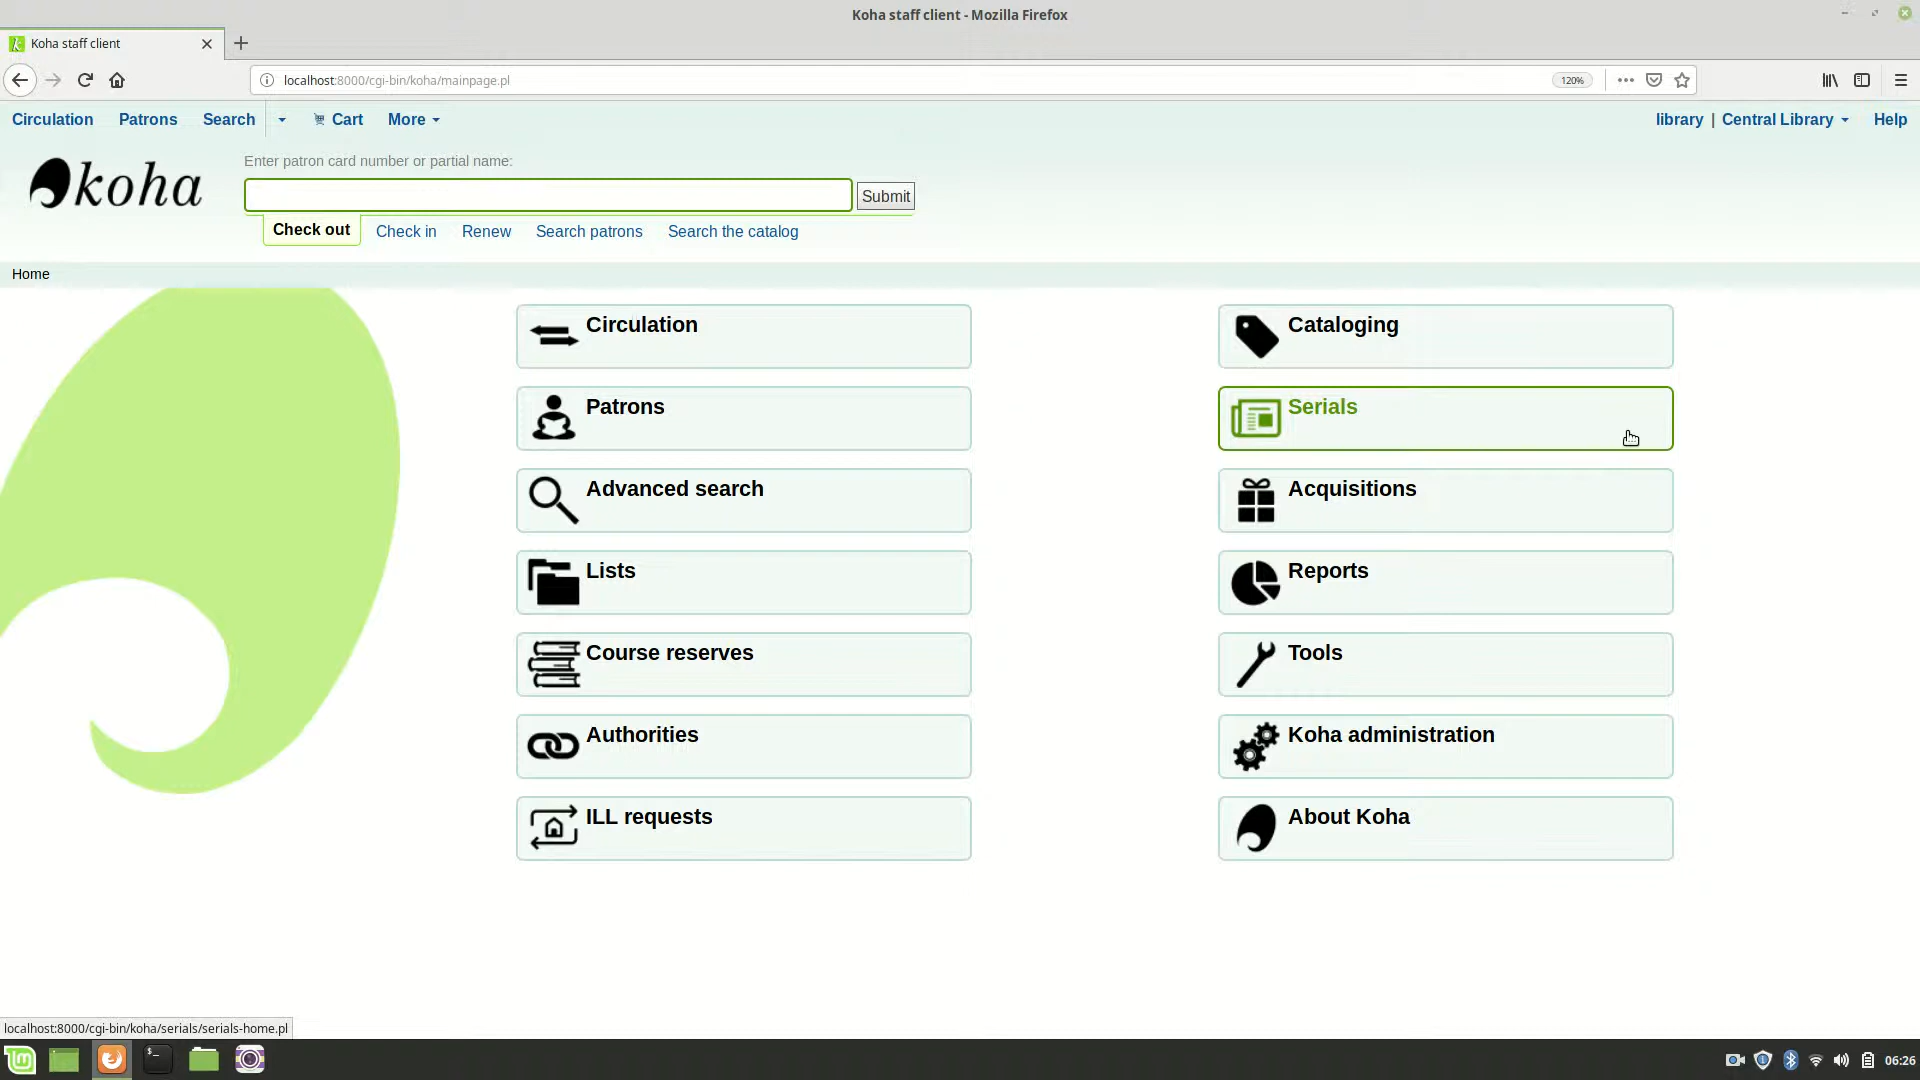 Koha staff client - Mozilla Firefox
Koha staff client
localhost:8000/cgi-bin/koha/mainpage.pl
120%
Circulation Patrons Search Cart More library | Central Library Help
koha
Enter patron card number or partial name:
Submit
Check out Check in Renew Search patrons Search the catalog
Home
Circulation
Cataloging
Patrons
Serials
Advanced search
Acquisitions
Lists
Reports
Course reserves
Tools
Authorities
Koha administration
ILL requests
About Koha
localhost:8000/cgi-bin/koha/serials/serials-home.pl
06:26